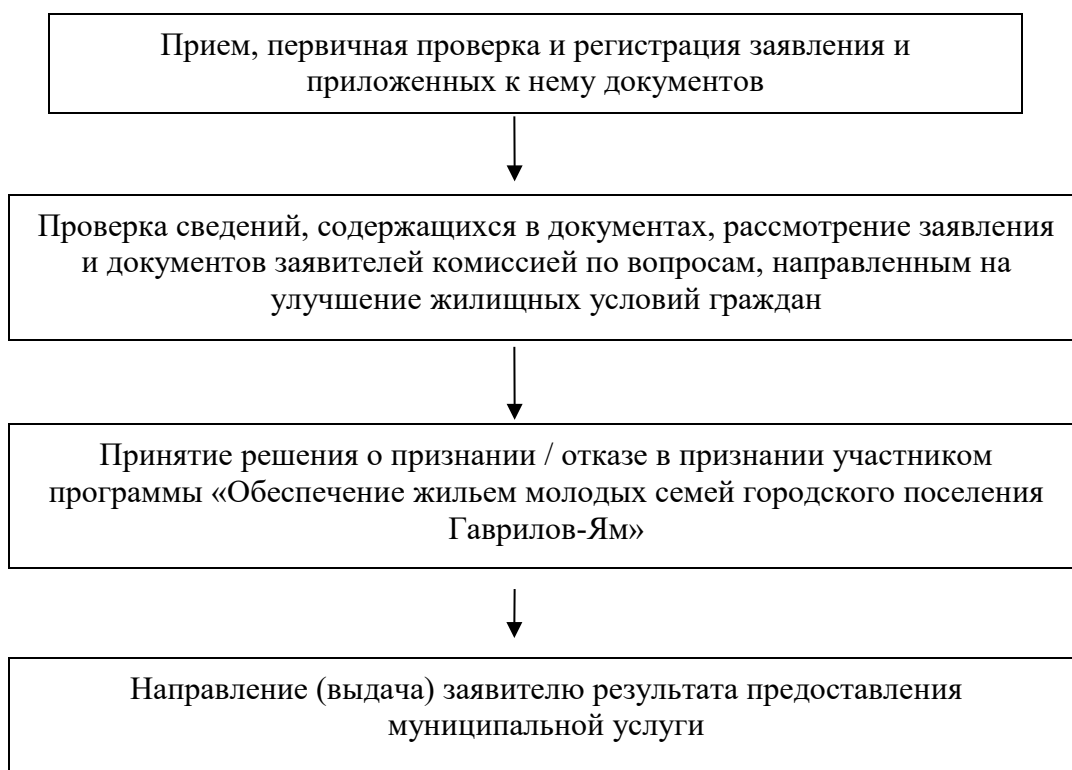 Прием, первичная проверка и регистрация заявления и
приложенных к нему документов
Проверка сведений, содержащихся в документах, рассмотрение заявления
и документов заявителей комиссией по вопросам, направленным на
улучшение жилищных условий граждан
Принятие решения о признании / отказе в признании участником
программы «Обеспечение жильем молодых семей городского поселения
Гаврилов-Ям»
Направление (выдача) заявителю результата предоставления
муниципальной услуги